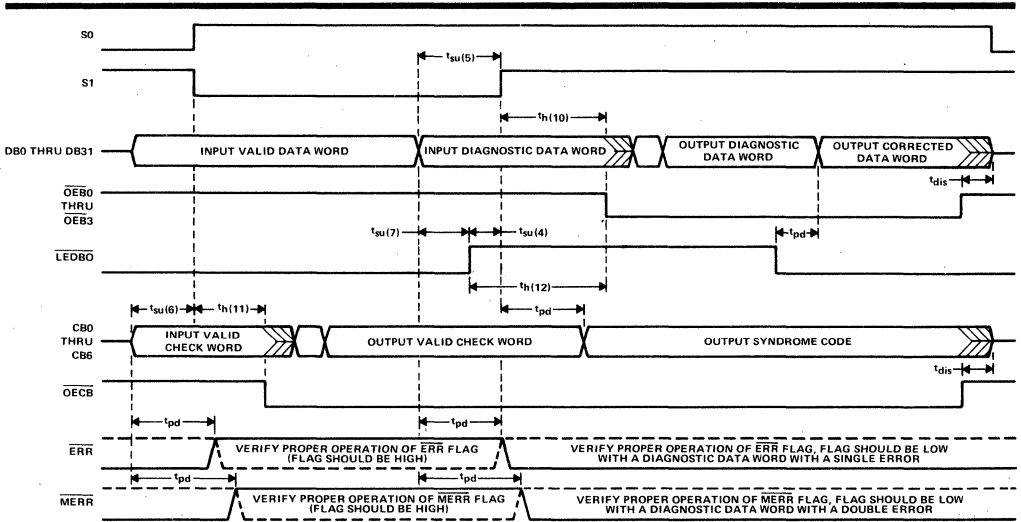 S0
tsu(5)
S1
th(10)
DB0 THRU DB31
INPUT VALID DATA WORD
INPUT DIAGNOSTIC DATA WORD
OUTPUT DIAGNOSTIC
DATA WORD
OUTPUT CORRECTED
DATA WORD
tdis
OEB0
THRU
OEB3
tsu(7)
tsu(4)
tpd
LEDBO
th(12)
tsu(6)
th(11)
tpd
CB0
THRU
CB6
INPUT VALID
CHECK WORD
OUTPUT VALID CHECK WORD
OUTPUT SYNDROME CODE
tdis
OECB
tpd
tpd
ERR
VERIFY PROPER OPERATION OF ERR FLAG
(FLAG SHOULD BE HIGH)
VERIFY PROPER OPERATION OF ERR FLAG, FLAG SHOULD BE LOW
WITH A DIAGNOSTIC DATA WORD WITH A SINGLE ERROR
tpd
tpd
MERR
VERIFY PROPER OPERATION OF MERR FLAG
(FLAG SHOULD BE HIGH)
VERIFY PROPER OPERATION OF MERR FLAG, FLAG SHOULD BE LOW
WITH A DIAGNOSTIC DATA WORD WITH A DOUBLE ERROR